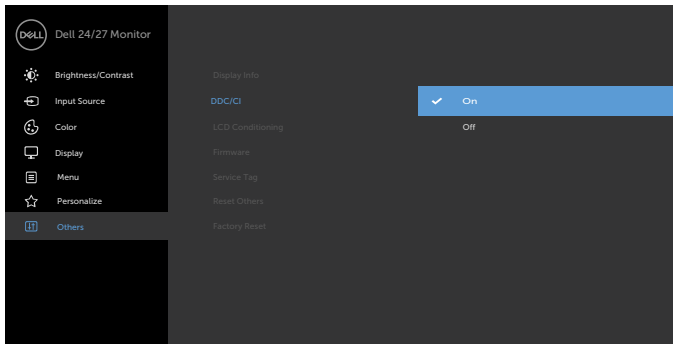 DELL Dell 24/27 Monitor
Brightness/Contrast
Input Source
Color
Display
Menu
Personalize
Others
Display Info
DDC/CI
LCD Conditioning
Firmware
Service Tag
Reset Others
Factory Reset
On
Off